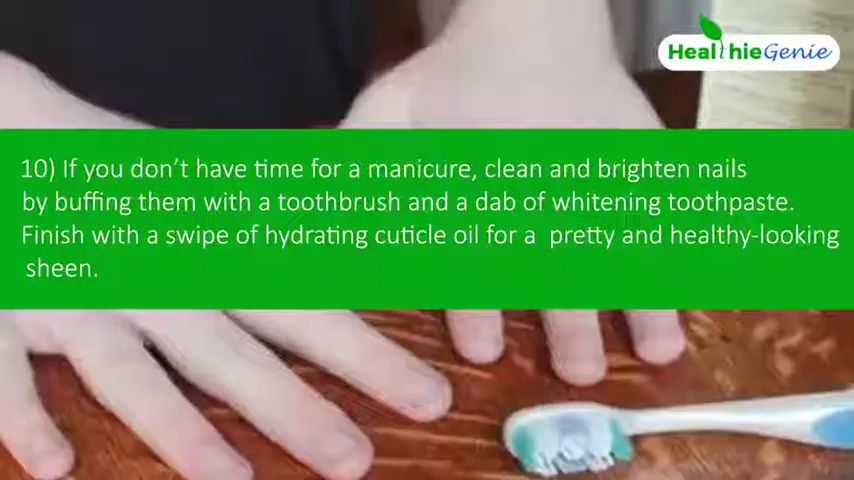 HealthieGenie
10) If you don't have time for a manicure, clean and brighten nails
by buffing them with a toothbrush and a dab of whitening toothpaste.
Finish with a swipe of hydrating cuticle oil for a pretty and healthy-looking
sheen.